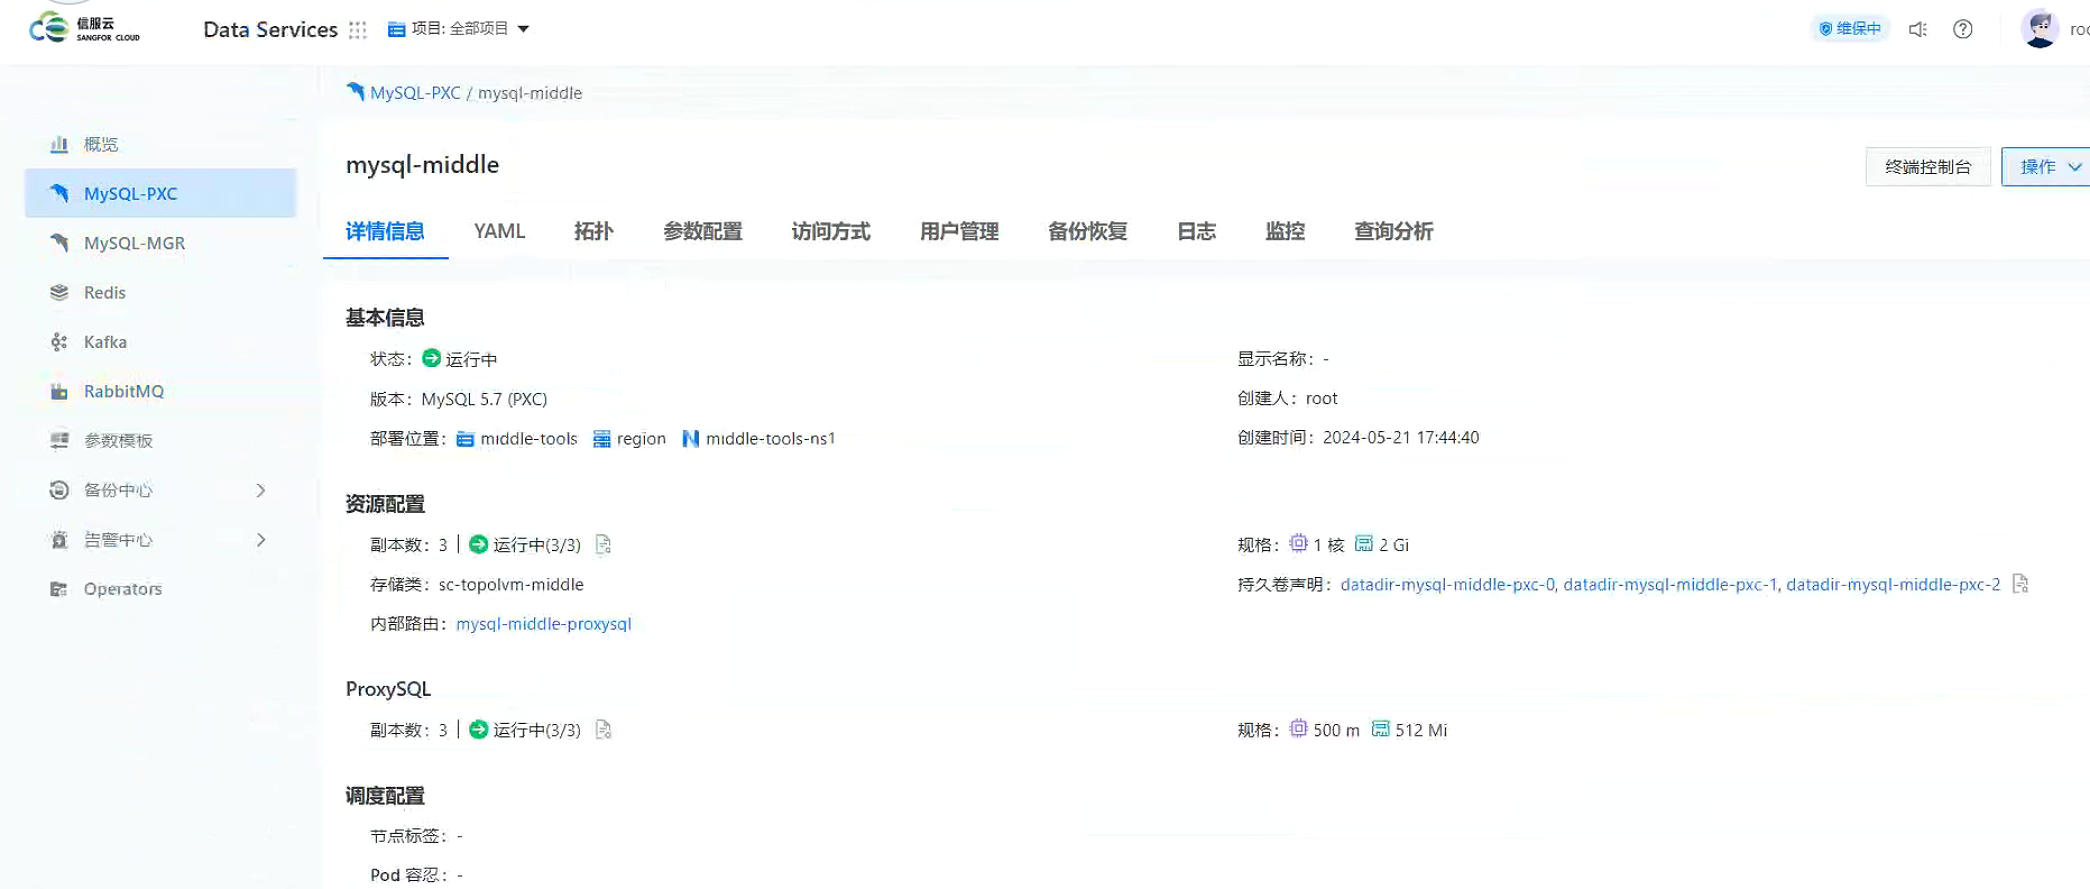 信服云
SANGFOR CLOUD
Data Services
项目: 全部项目
维保中
MySQL-PXC / mysql-middle
概览
MySQL-PXC
MySQL-MGR
Redis
Kafka
RabbitMQ
参数模板
备份中心
告警中心
Operators
mysql-middle
终端控制台
操作
详情信息 YAML 拓扑 参数配置 访问方式 用户管理 备份恢复 日志 监控 查询分析
基本信息
状态： 运行中
显示名称： -
版本： MySQL 5.7 (PXC)
创建人： root
部署位置： middle-tools region middle-tools-ns1
创建时间： 2024-05-21 17:44:40
资源配置
副本数： 3 | 运行中(3/3)
规格： 1 核 2 Gi
存储类： sc-topolvm-middle
持久卷声明： datadir-mysql-middle-pxc-0, datadir-mysql-middle-pxc-1, datadir-mysql-middle-pxc-2
内部路由： mysql-middle-proxysql
ProxySQL
副本数： 3 | 运行中(3/3)
规格： 500 m 512 Mi
调度配置
节点标签： -
Pod 容忍： -